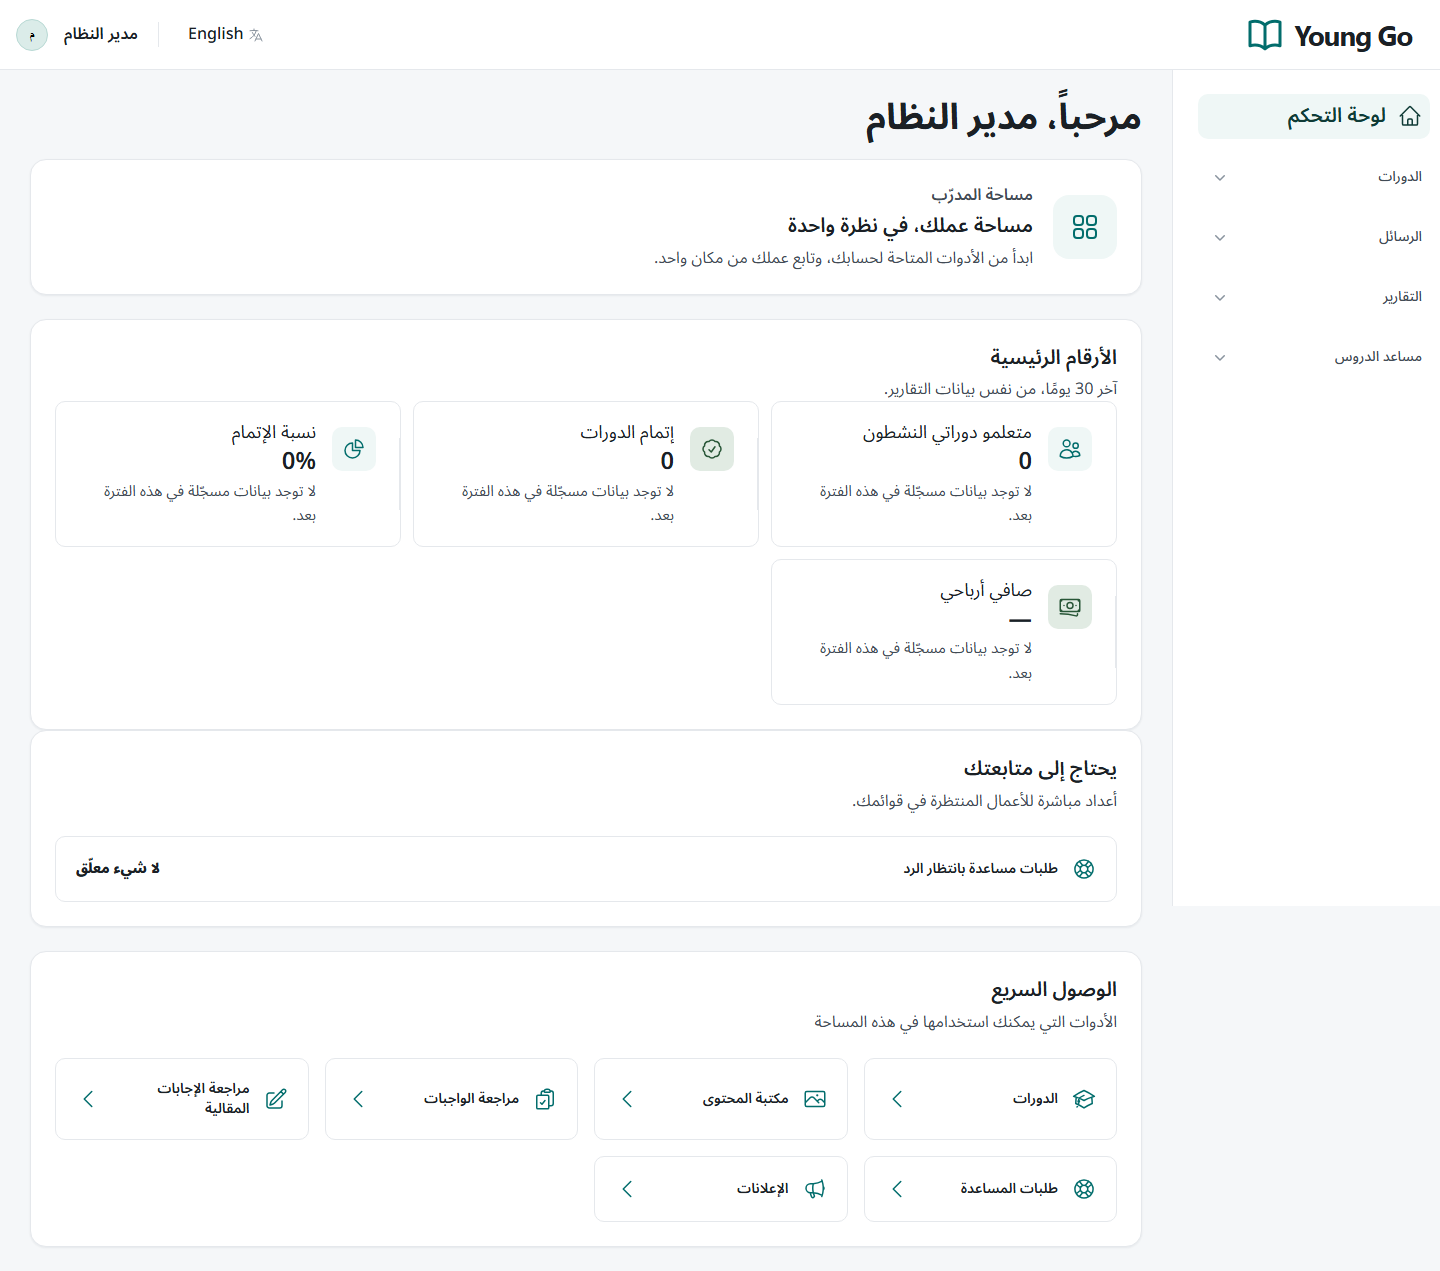 Young Go
English
مدير النظام
م
لوحة التحكم
الدورات
الرسائل
التقارير
مساعد الدروس
مرحباً، مدير النظام
مساحة المدرّب
مساحة عملك، في نظرة واحدة
ابدأ من الأدوات المتاحة لحسابك، وتابع عملك من مكان واحد.
الأرقام الرئيسية
آخر 30 يومًا، من نفس بيانات التقارير.
متعلمو دوراتي النشطون
0
لا توجد بيانات مسجّلة في هذه الفترة
بعد.
إتمام الدورات
0
لا توجد بيانات مسجّلة في هذه الفترة
بعد.
نسبة الإتمام
0%
لا توجد بيانات مسجّلة في هذه الفترة
بعد.
صافي أرباحي
—
لا توجد بيانات مسجّلة في هذه الفترة
بعد.
يحتاج إلى متابعتك
أعداد مباشرة للأعمال المنتظرة في قوائمك.
طلبات مساعدة بانتظار الرد
لا شيء معلّق
الوصول السريع
الأدوات التي يمكنك استخدامها في هذه المساحة
الدورات
مكتبة المحتوى
مراجعة الواجبات
مراجعة الإجابات
المقالية
طلبات المساعدة
الإعلانات